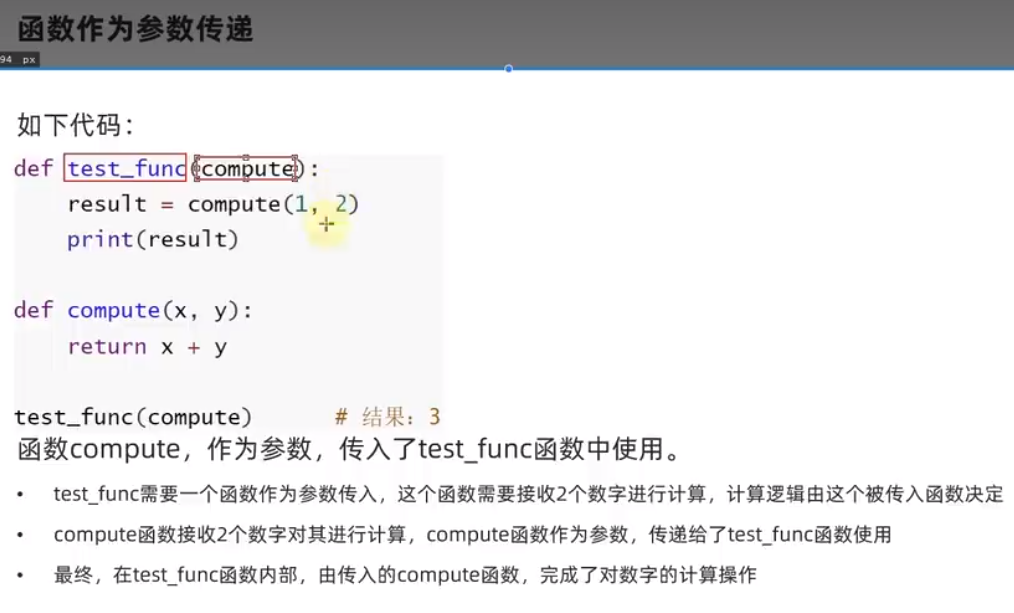 函数作为参数传递
94 px
如下代码：
def test_func(compute):
    result = compute(1, 2)
    print(result)
def compute(x, y):
    return x + y
test_func(compute)      # 结果：3
函数compute，作为参数，传入了test_func函数中使用。
• test_func需要一个函数作为参数传入，这个函数需要接收2个数字进行计算，计算逻辑由这个被传入函数决定
• compute函数接收2个数字对其进行计算，compute函数作为参数，传递给了test_func函数使用
• 最终，在test_func函数内部，由传入的compute函数，完成了对数字的计算操作